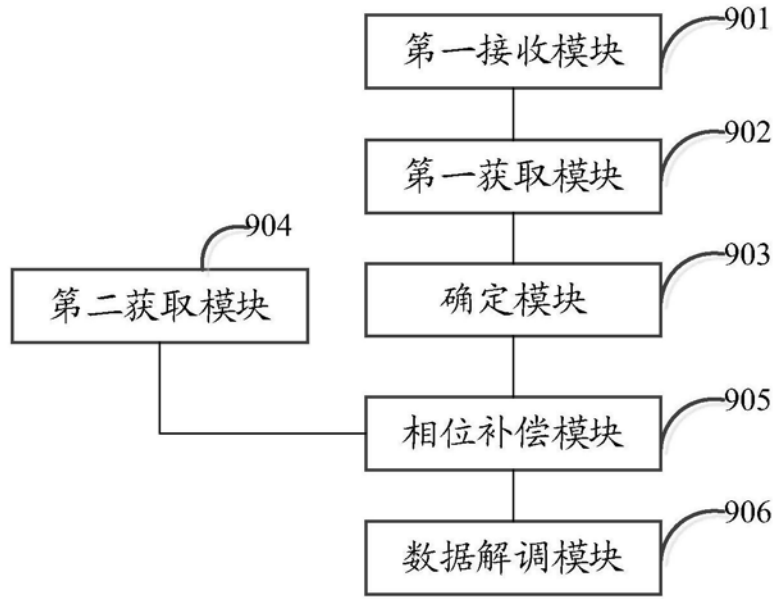 901
第一接收模块
902
第一获取模块
904
903
第二获取模块
确定模块
905
相位补偿模块
906
数据解调模块